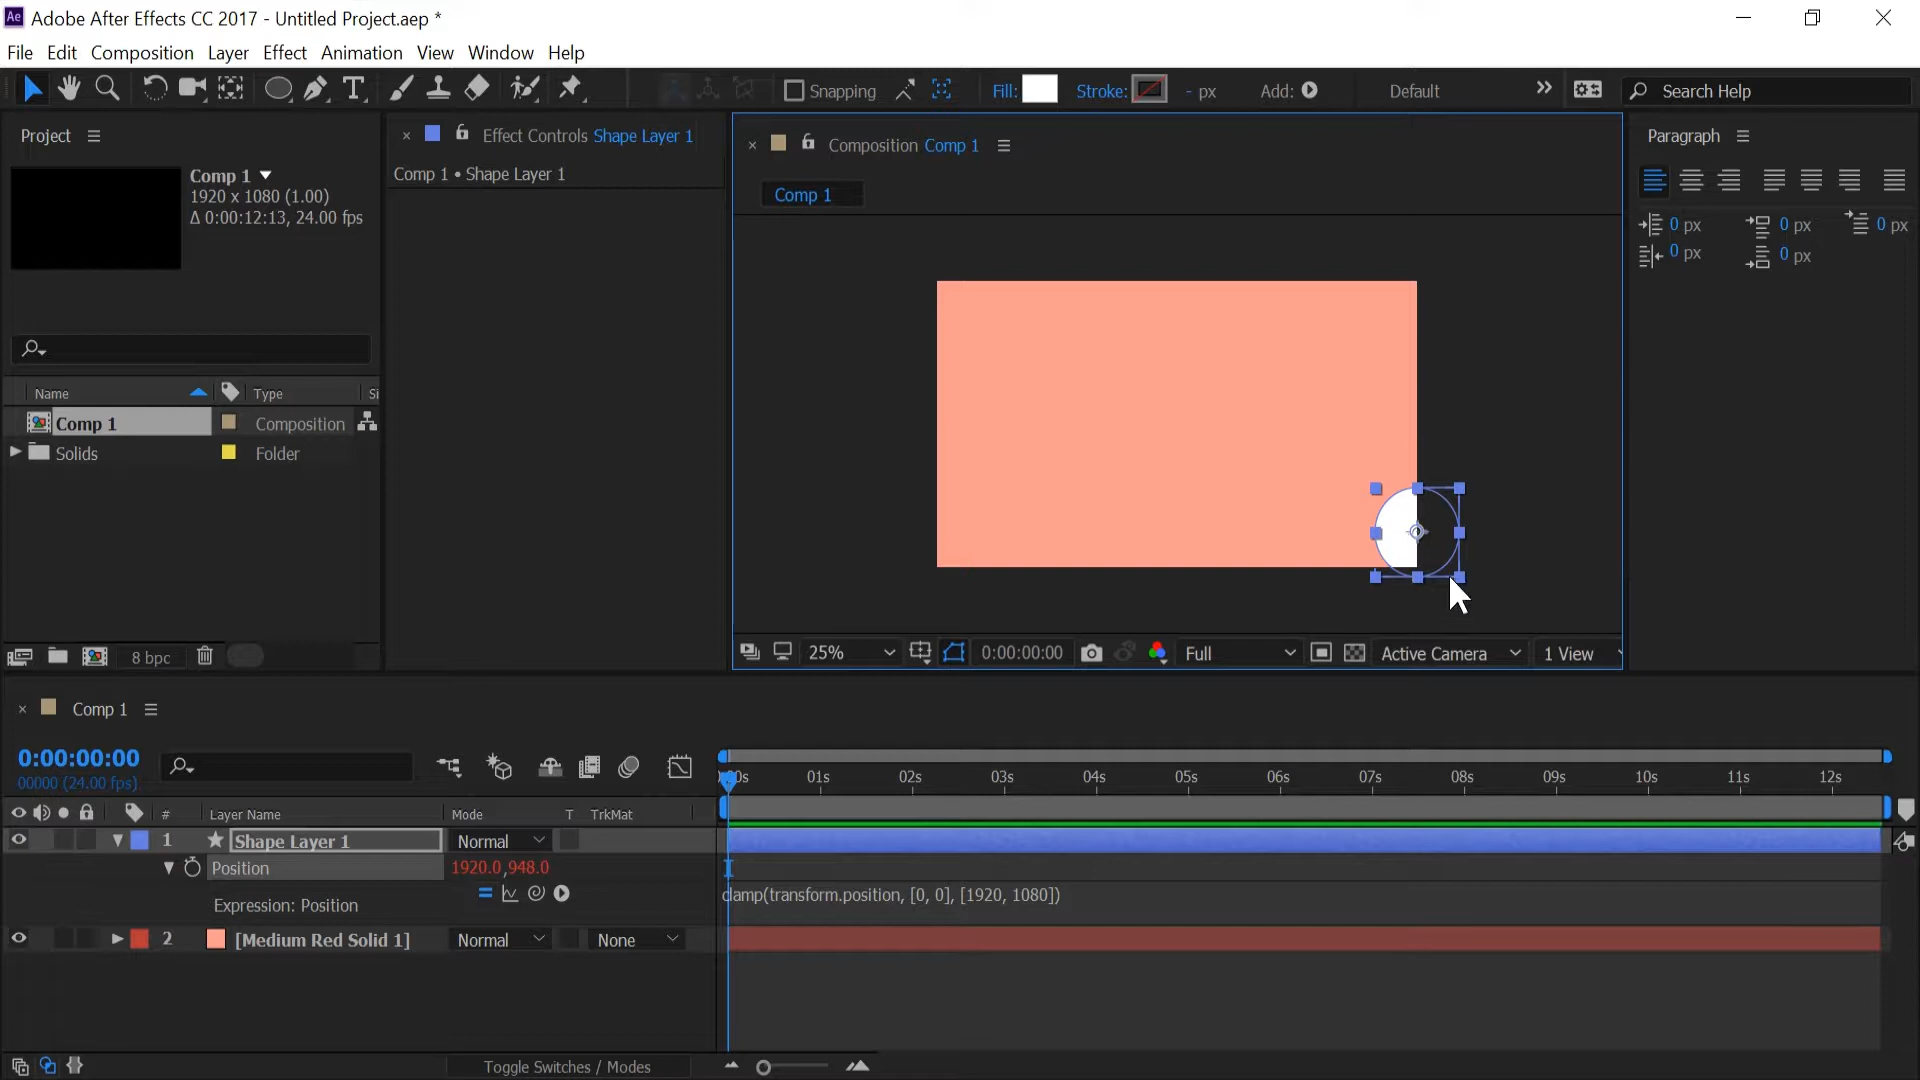 Ae Adobe After Effects CC 2017 - Untitled Project.aep *
File Edit Composition Layer Effect Animation View Window Help
T Snapping Fill: Stroke: - px Add: Default >> Search Help
Project
Comp 1
1920 x 1080 (1.00)
Δ 0:00:12:13, 24.00 fps
Name Type Si
Comp 1 Composition
Solids Folder
8 bpc
× Effect Controls Shape Layer 1
Comp 1 • Shape Layer 1
× Composition Comp 1
Comp 1
25% 0:00:00:00 Full Active Camera 1 View
Paragraph
0 px 0 px 0 px
0 px 0 px
× Comp 1
0:00:00:00
00000 (24.00 fps)
01s 02s 03s 04s 05s 06s 07s 08s 09s 10s 11s 12s
# Layer Name Mode T TrkMat
1 Shape Layer 1 Normal
Position 1920.0,948.0
Expression: Position
clamp(transform.position, [0, 0], [1920, 1080])
2 [Medium Red Solid 1] Normal None
Toggle Switches / Modes